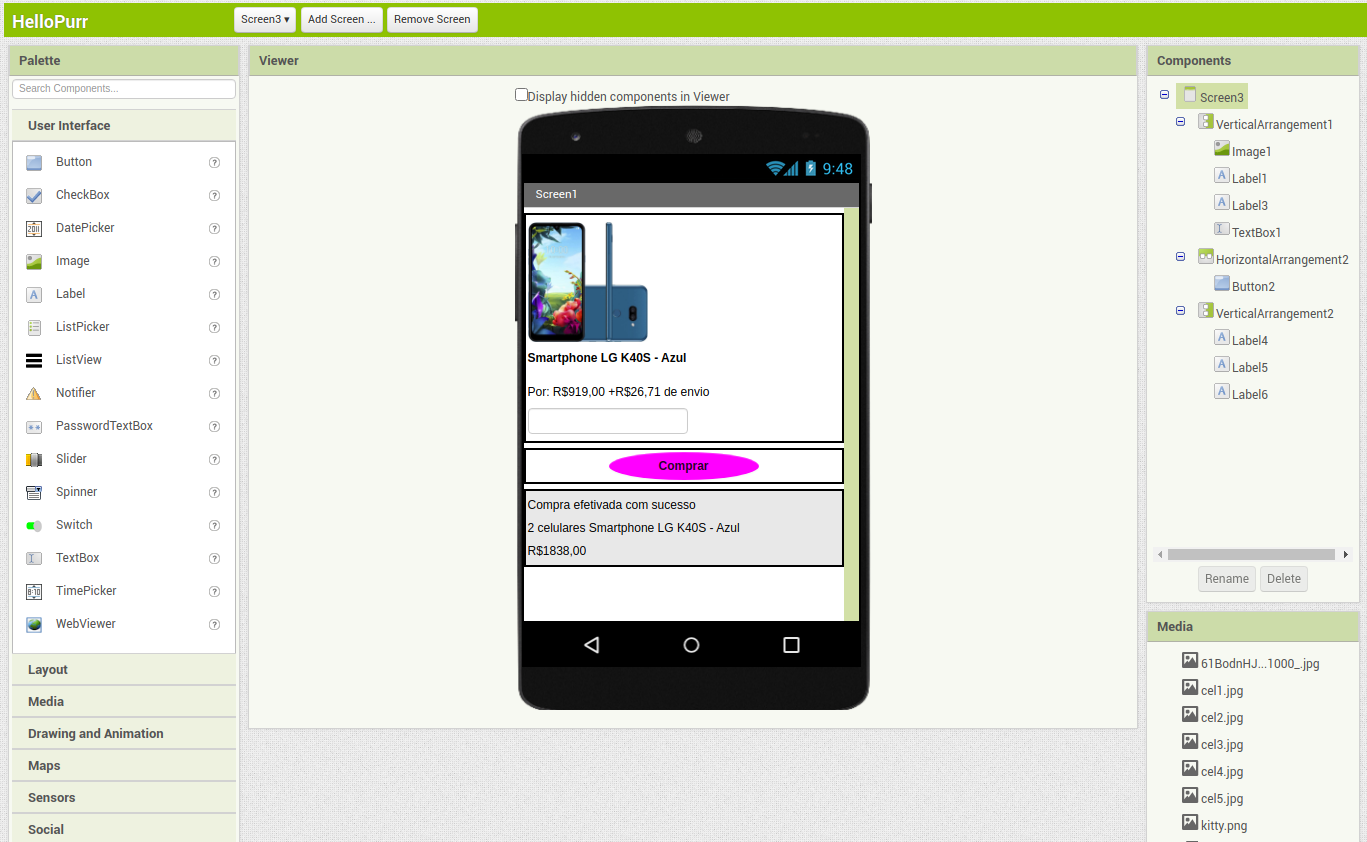 HelloPurr
Screen3 ▾
Add Screen ...
Remove Screen
Palette
Search Components...
User Interface
Button
?
CheckBox
?
DatePicker
?
Image
?
Label
?
ListPicker
?
ListView
?
Notifier
?
PasswordTextBox
?
Slider
?
Spinner
?
Switch
?
TextBox
?
TimePicker
?
WebViewer
?
Layout
Media
Drawing and Animation
Maps
Sensors
Social
Viewer
Display hidden components in Viewer
9:48
Screen1
Smartphone LG K40S - Azul
Por: R$919,00 +R$26,71 de envio
Comprar
Compra efetivada com sucesso
2 celulares Smartphone LG K40S - Azul
R$1838,00
Components
Screen3
VerticalArrangement1
Image1
Label1
Label3
TextBox1
HorizontalArrangement2
Button2
VerticalArrangement2
Label4
Label5
Label6
Rename
Delete
Media
61BodnHJ...1000_.jpg
cel1.jpg
cel2.jpg
cel3.jpg
cel4.jpg
cel5.jpg
kitty.png